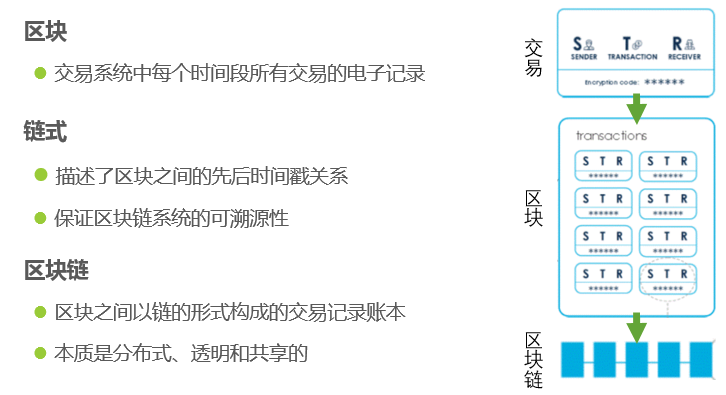 区块
交易系统中每个时间段所有交易的电子记录
链式
描述了区块之间的先后时间戳关系
保证区块链系统的可溯源性
区块链
区块之间以链的形式构成的交易记录账本
本质是分布式、透明和共享的
交易
S T R
SENDER TRANSACTION RECEIVER
Encryption code: ******
区块
transactions
S T R S T R
****** ******
S T R S T R
****** ******
S T R S T R
****** ******
S T R S T R
****** ******
区块链